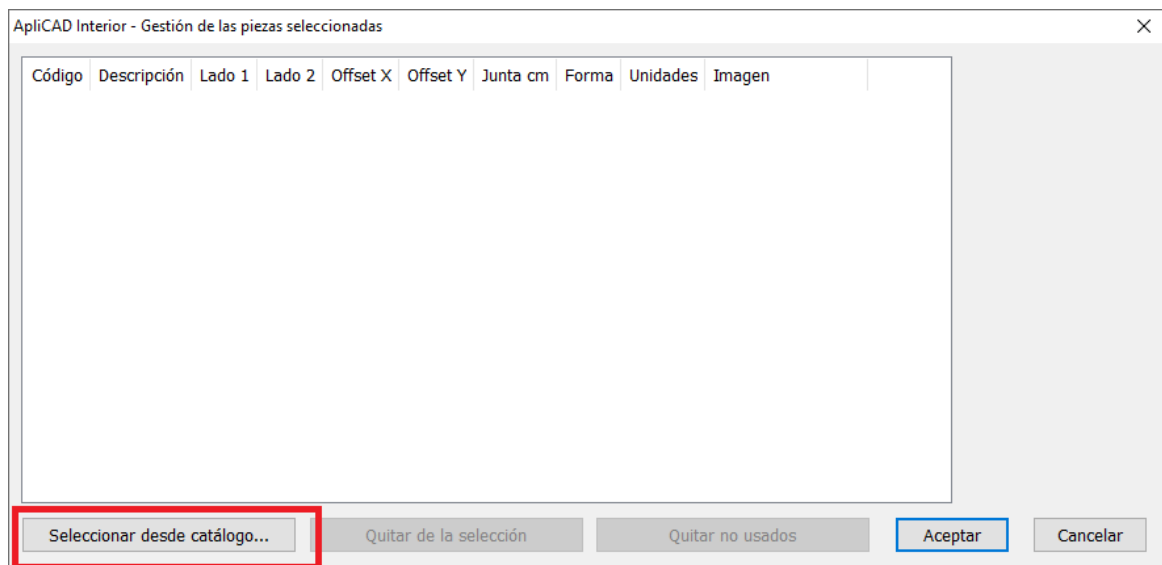 ApliCAD Interior - Gestión de las piezas seleccionadas
Código Descripción Lado 1 Lado 2 Offset X Offset Y Junta cm Forma Unidades Imagen
Seleccionar desde catálogo... Quitar de la selección Quitar no usados Aceptar Cancelar